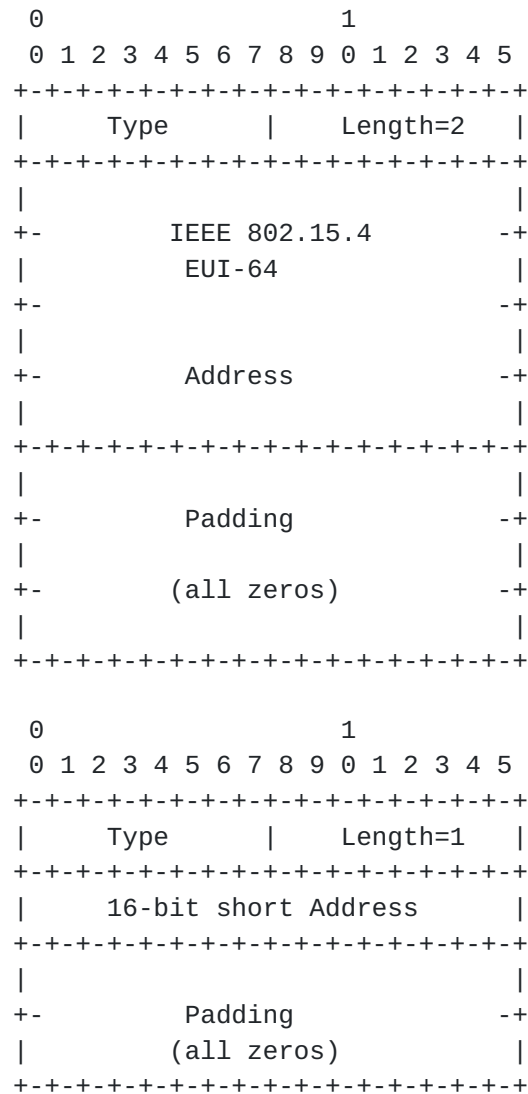 0                   1
 0 1 2 3 4 5 6 7 8 9 0 1 2 3 4 5
+-+-+-+-+-+-+-+-+-+-+-+-+-+-+-+-+
|     Type      |    Length=2   |
+-+-+-+-+-+-+-+-+-+-+-+-+-+-+-+-+
|                               |
+-        IEEE 802.15.4        -+
|          EUI-64               |
+-                             -+
|                               |
+-         Address             -+
|                               |
+-+-+-+-+-+-+-+-+-+-+-+-+-+-+-+-+
|                               |
+-         Padding             -+
|                               |
+-        (all zeros)          -+
|                               |
+-+-+-+-+-+-+-+-+-+-+-+-+-+-+-+-+

 0                   1
 0 1 2 3 4 5 6 7 8 9 0 1 2 3 4 5
+-+-+-+-+-+-+-+-+-+-+-+-+-+-+-+-+
|     Type      |    Length=1   |
+-+-+-+-+-+-+-+-+-+-+-+-+-+-+-+-+
|     16-bit short Address      |
+-+-+-+-+-+-+-+-+-+-+-+-+-+-+-+-+
|                               |
+-         Padding             -+
|         (all zeros)           |
+-+-+-+-+-+-+-+-+-+-+-+-+-+-+-+-+